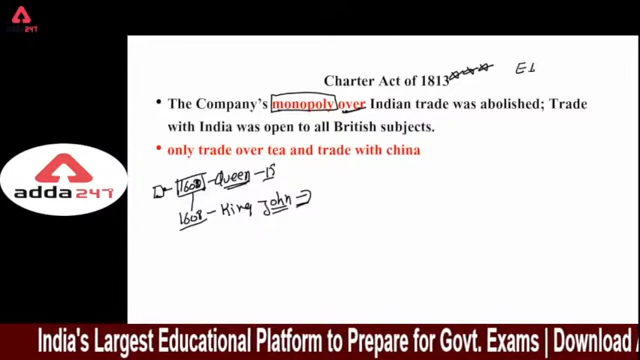 adda 247
Charter Act of 1813 E1
• The Company's monopoly over Indian trade was abolished; Trade
with India was open to all British subjects.
• only trade over tea and trade with china
1600 - Queen - 15
adda247
1608 - King John
India's Largest Educational Platform to Prepare for Govt. Exams | Download A